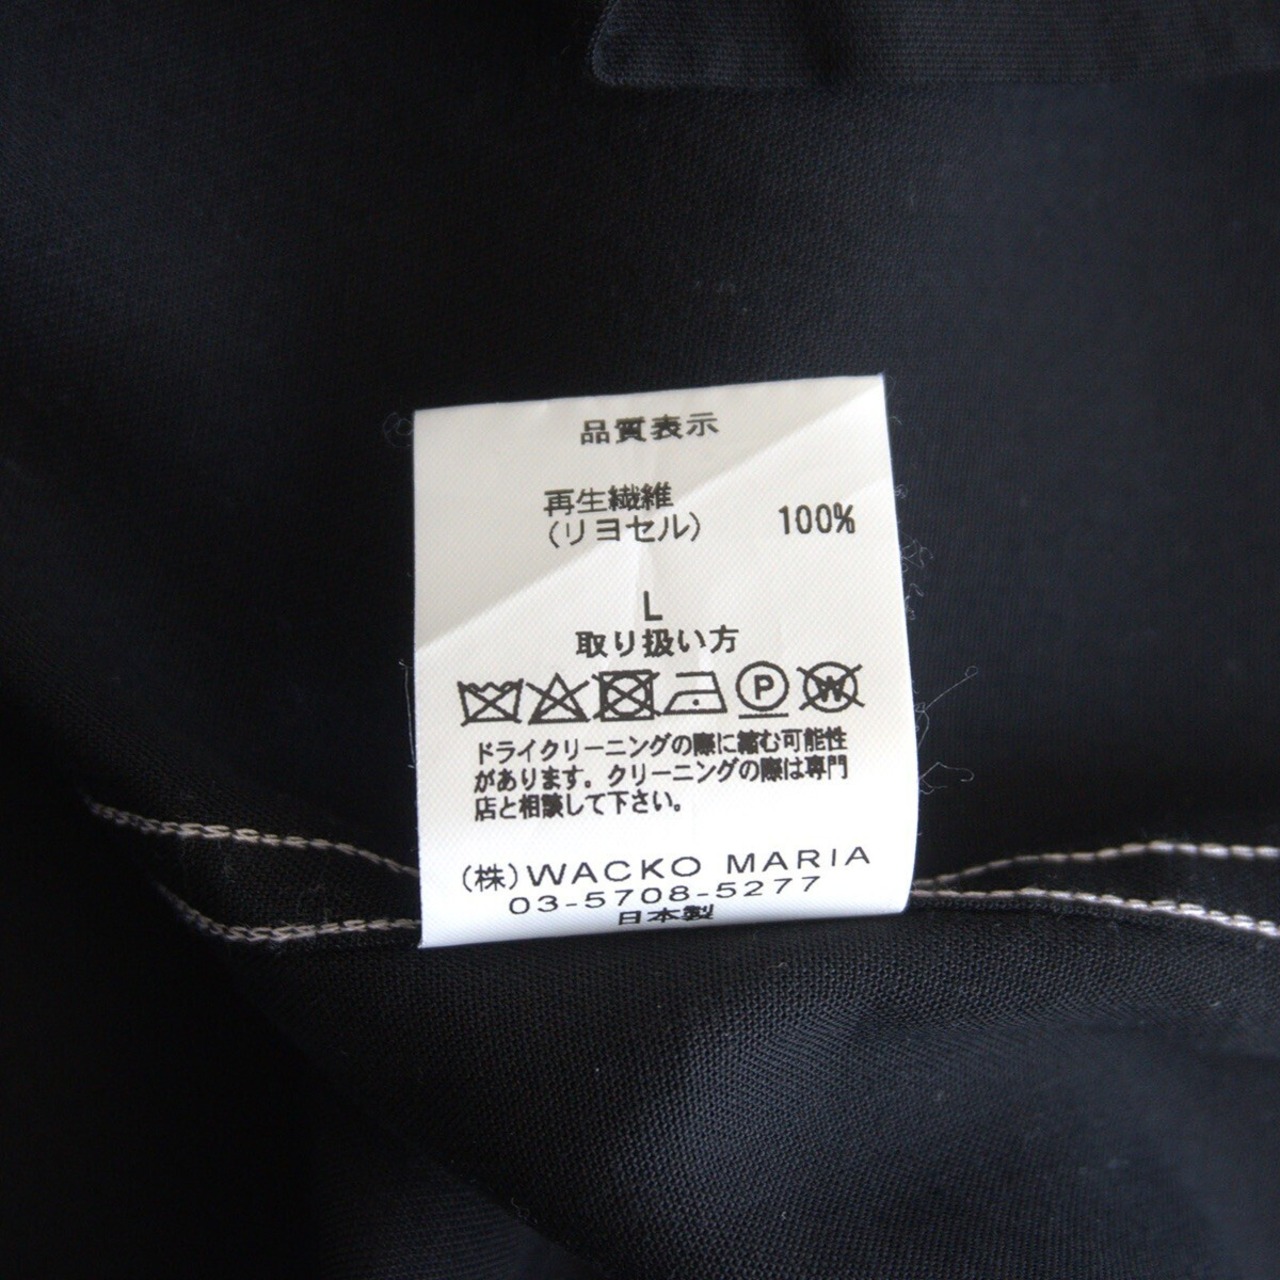 品質表示
再生繊維
(リヨセル) 100%
L
取り扱い方
P W
ドライクリーニングの際に縮む可能性
があります。クリーニングの際は専門
店と相談して下さい。
(株)WACKO MARIA
03-5708-5277
日本製